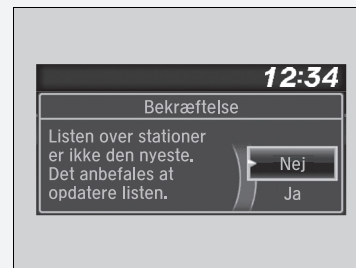 12:34
Bekræftelse
Listen over stationer
er ikke den nyeste.
Det anbefales at
opdatere listen.
Nej
Ja